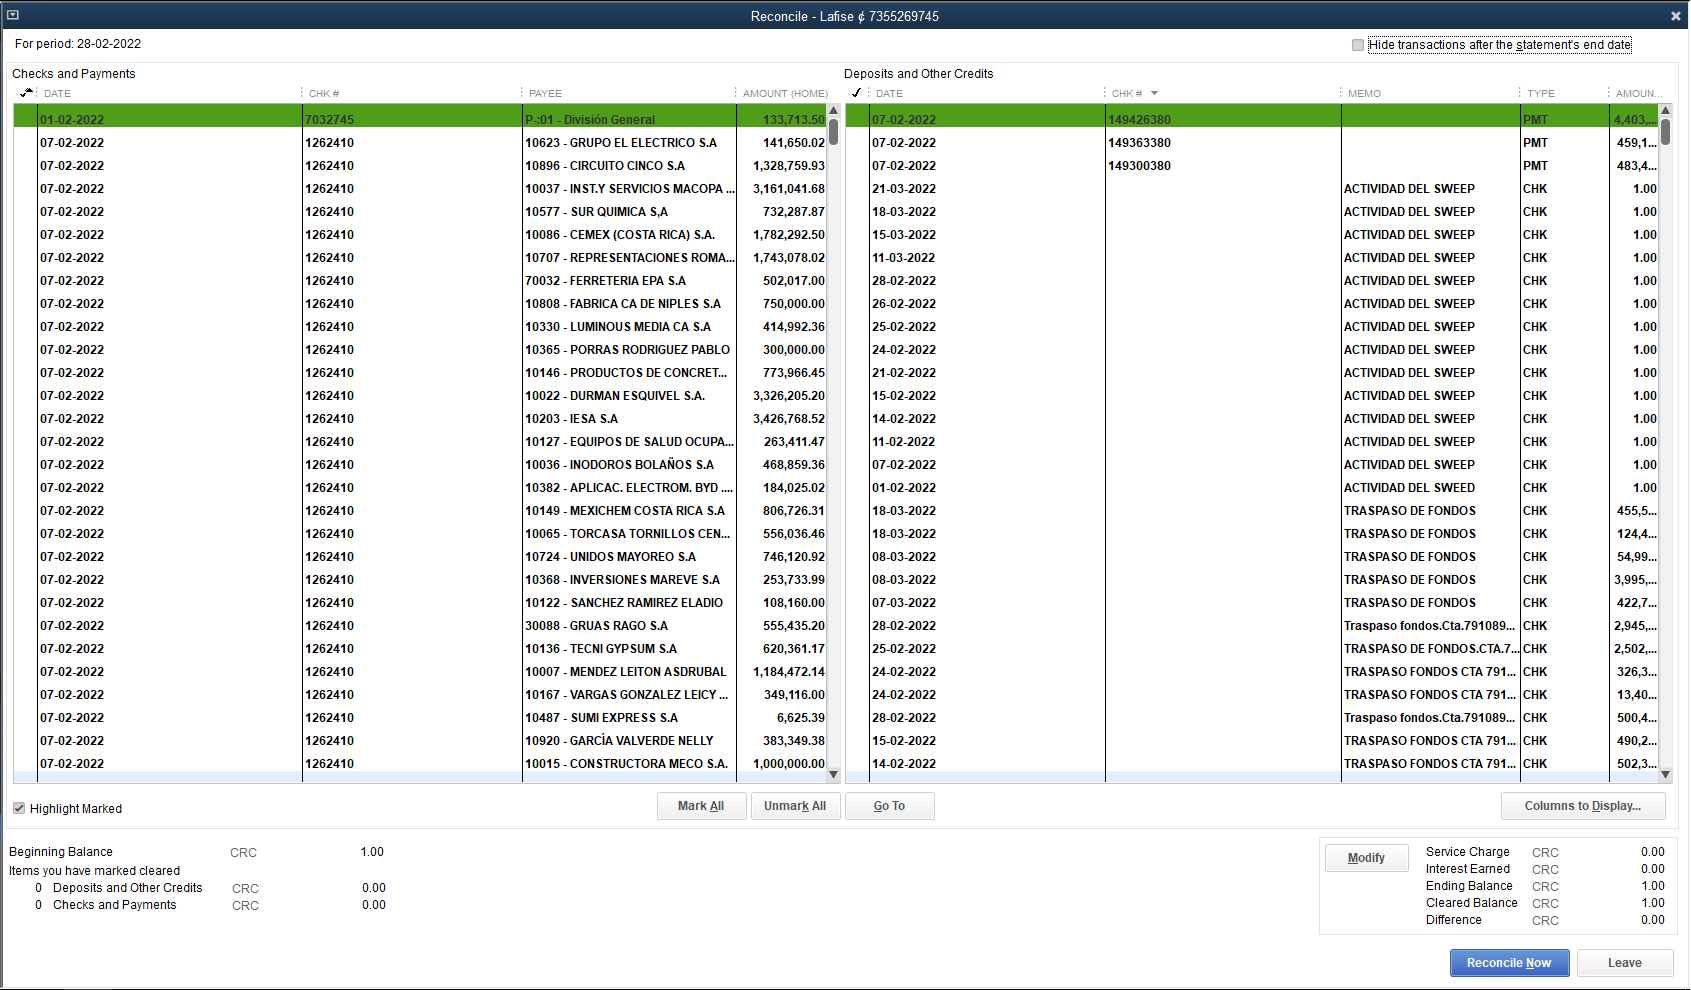 Reconcile - Lafise ¢ 7355269745
For period: 28-02-2022
Hide transactions after the statement's end date
Checks and Payments
DATE CHK # PAYEE AMOUNT (HOME)
01-02-2022 7032745 P-:01 - División General 133,713.50
07-02-2022 1262410 10623 - GRUPO EL ELECTRICO S.A 141,650.02
07-02-2022 1262410 10896 - CIRCUITO CINCO S.A 1,328,759.93
07-02-2022 1262410 10037 - INST.Y SERVICIOS MACOPA ... 3,161,041.68
07-02-2022 1262410 10577 - SUR QUIMICA S,A 732,287.87
07-02-2022 1262410 10086 - CEMEX (COSTA RICA) S.A. 1,782,292.50
07-02-2022 1262410 10707 - REPRESENTACIONES ROMA... 1,743,078.02
07-02-2022 1262410 70032 - FERRETERIA EPA S.A 502,017.00
07-02-2022 1262410 10808 - FABRICA CA DE NIPLES S.A 750,000.00
07-02-2022 1262410 10330 - LUMINOUS MEDIA CA S.A 414,992.36
07-02-2022 1262410 10365 - PORRAS RODRIGUEZ PABLO 300,000.00
07-02-2022 1262410 10146 - PRODUCTOS DE CONCRET... 773,966.45
07-02-2022 1262410 10022 - DURMAN ESQUIVEL S.A. 3,326,205.20
07-02-2022 1262410 10203 - IESA S.A 3,426,768.52
07-02-2022 1262410 10127 - EQUIPOS DE SALUD OCUPA... 263,411.47
07-02-2022 1262410 10036 - INODOROS BOLAÑOS S.A 468,859.36
07-02-2022 1262410 10382 - APLICAC. ELECTROM. BYD .... 184,025.02
07-02-2022 1262410 10149 - MEXICHEM COSTA RICA S.A 806,726.31
07-02-2022 1262410 10065 - TORCASA TORNILLOS CEN... 556,036.46
07-02-2022 1262410 10724 - UNIDOS MAYOREO S.A 746,120.92
07-02-2022 1262410 10368 - INVERSIONES MAREVE S.A 253,733.99
07-02-2022 1262410 10122 - SANCHEZ RAMIREZ ELADIO 108,160.00
07-02-2022 1262410 30088 - GRUAS RAGO S.A 555,435.20
07-02-2022 1262410 10136 - TECNI GYPSUM S.A 620,361.17
07-02-2022 1262410 10007 - MENDEZ LEITON ASDRUBAL 1,184,472.14
07-02-2022 1262410 10167 - VARGAS GONZALEZ LEICY ... 349,116.00
07-02-2022 1262410 10487 - SUMI EXPRESS S.A 6,625.39
07-02-2022 1262410 10920 - GARCÍA VALVERDE NELLY 383,349.38
07-02-2022 1262410 10015 - CONSTRUCTORA MECO S.A. 1,000,000.00
Deposits and Other Credits
DATE CHK # MEMO TYPE AMOUN...
07-02-2022 149426380 PMT 4,403,...
07-02-2022 149363380 PMT 459,1...
07-02-2022 149300380 PMT 483,4...
21-03-2022 ACTIVIDAD DEL SWEEP CHK 1.00
18-03-2022 ACTIVIDAD DEL SWEEP CHK 1.00
15-03-2022 ACTIVIDAD DEL SWEEP CHK 1.00
11-03-2022 ACTIVIDAD DEL SWEEP CHK 1.00
28-02-2022 ACTIVIDAD DEL SWEEP CHK 1.00
26-02-2022 ACTIVIDAD DEL SWEEP CHK 1.00
25-02-2022 ACTIVIDAD DEL SWEEP CHK 1.00
24-02-2022 ACTIVIDAD DEL SWEEP CHK 1.00
21-02-2022 ACTIVIDAD DEL SWEEP CHK 1.00
15-02-2022 ACTIVIDAD DEL SWEEP CHK 1.00
14-02-2022 ACTIVIDAD DEL SWEEP CHK 1.00
11-02-2022 ACTIVIDAD DEL SWEEP CHK 1.00
07-02-2022 ACTIVIDAD DEL SWEEP CHK 1.00
01-02-2022 ACTIVIDAD DEL SWEED CHK 1.00
18-03-2022 TRASPASO DE FONDOS CHK 455,5...
18-03-2022 TRASPASO DE FONDOS CHK 124,4...
08-03-2022 TRASPASO DE FONDOS CHK 54,99...
08-03-2022 TRASPASO DE FONDOS CHK 3,995,...
07-03-2022 TRASPASO DE FONDOS CHK 422,7...
28-02-2022 Traspaso fondos.Cta.791089... CHK 2,945,...
25-02-2022 TRASPASO DE FONDOS.CTA.7... CHK 2,502,...
24-02-2022 TRASPASO FONDOS CTA 791... CHK 326,3...
24-02-2022 TRASPASO FONDOS CTA 791... CHK 13,40...
28-02-2022 Traspaso fondos.Cta.791089... CHK 500,4...
15-02-2022 TRASPASO FONDOS CTA 791... CHK 490,2...
14-02-2022 TRASPASO FONDOS CTA 791... CHK 502,3...
Highlight Marked
Mark All Unmark All Go To Columns to Display...
Beginning Balance CRC 1.00
Items you have marked cleared
0 Deposits and Other Credits CRC 0.00
0 Checks and Payments CRC 0.00
Modify
Service Charge CRC 0.00
Interest Earned CRC 0.00
Ending Balance CRC 1.00
Cleared Balance CRC 1.00
Difference CRC 0.00
Reconcile Now Leave